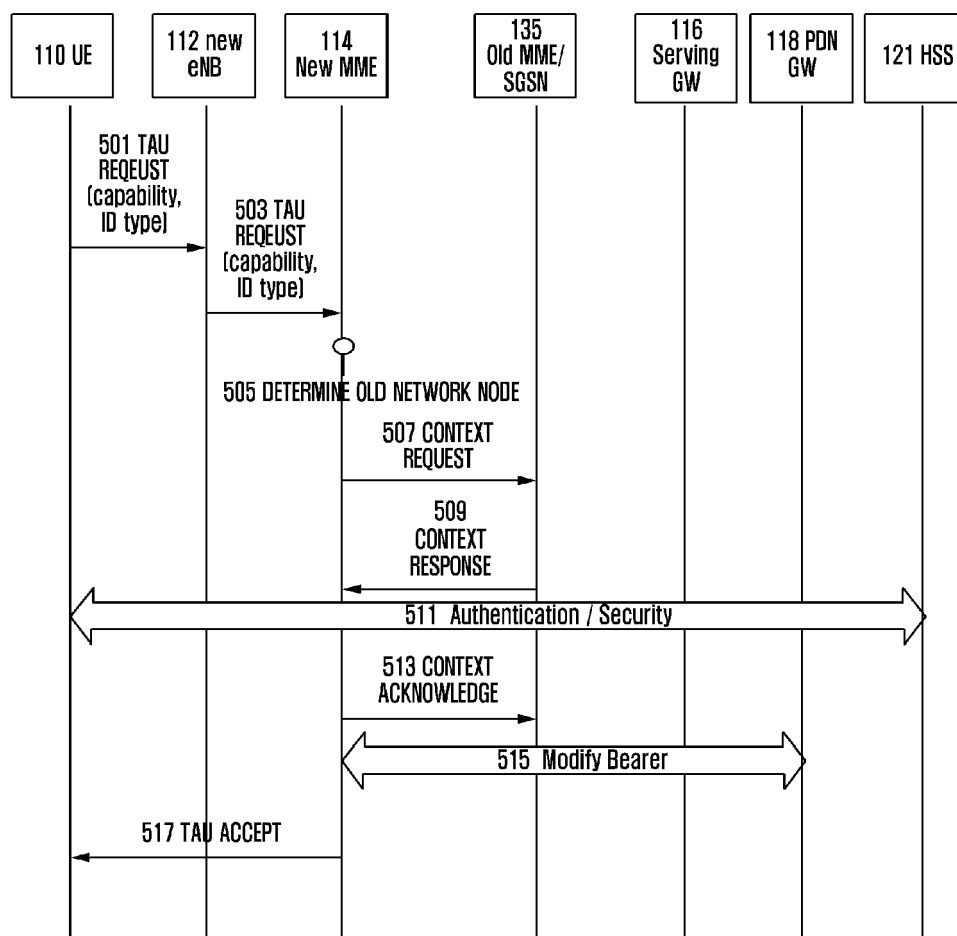 110 UE
112 new
eNB
114
New MME
135
Old MME/
SGSN
116
Serving
GW
118 PDN
GW
121 HSS
501 TAU
REQEUST
(capability,
ID type)
503 TAU
REQEUST
(capability,
ID type)
505 DETERMINE OLD NETWORK NODE
507 CONTEXT
REQUEST
509
CONTEXT
RESPONSE
511 Authentication / Security
513 CONTEXT
ACKNOWLEDGE
515 Modify Bearer
517 TAU ACCEPT